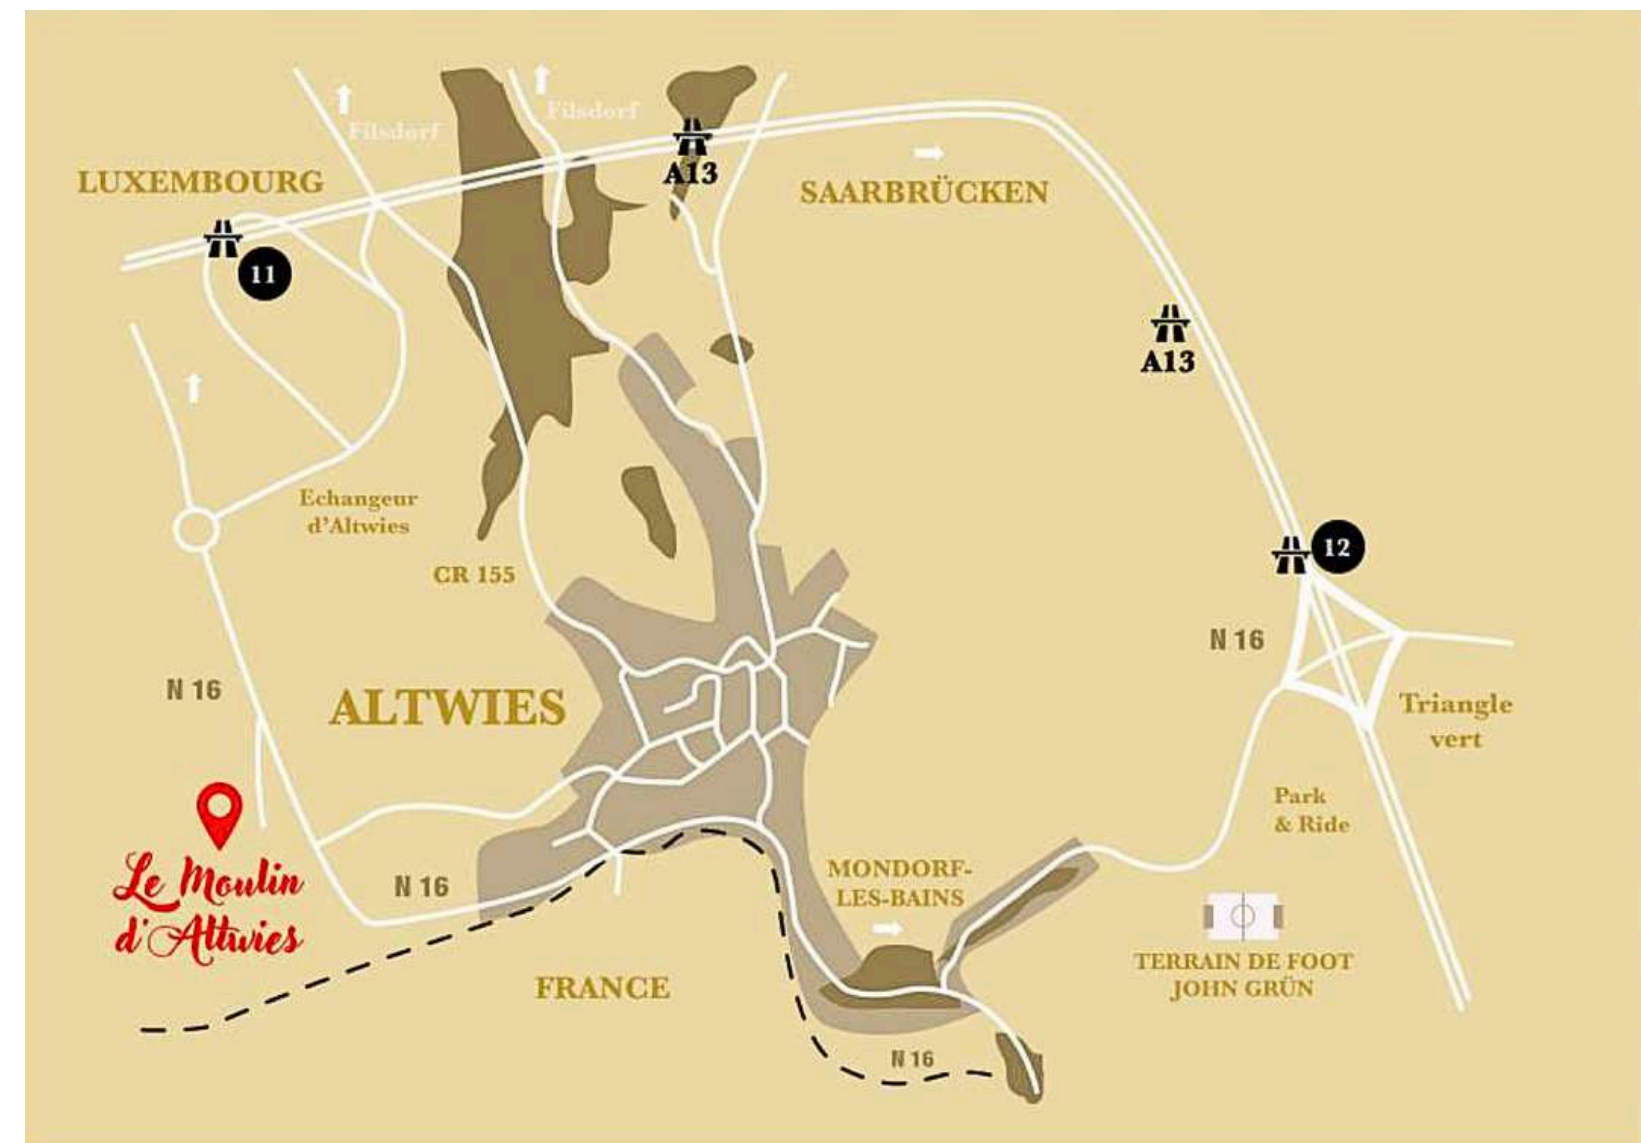 Filsdorf
Filsdorf
LUXEMBOURG
A13
SAARBRÜCKEN
11
A13
Echangeur
d'Altwies
CR 155
12
N 16
N 16
ALTWIES
Triangle
vert
Park
& Ride
Le Moulin
d'Altwies
N 16
MONDORF-
LES-BAINS
FRANCE
TERRAIN DE FOOT
JOHN GRÜN
N 16